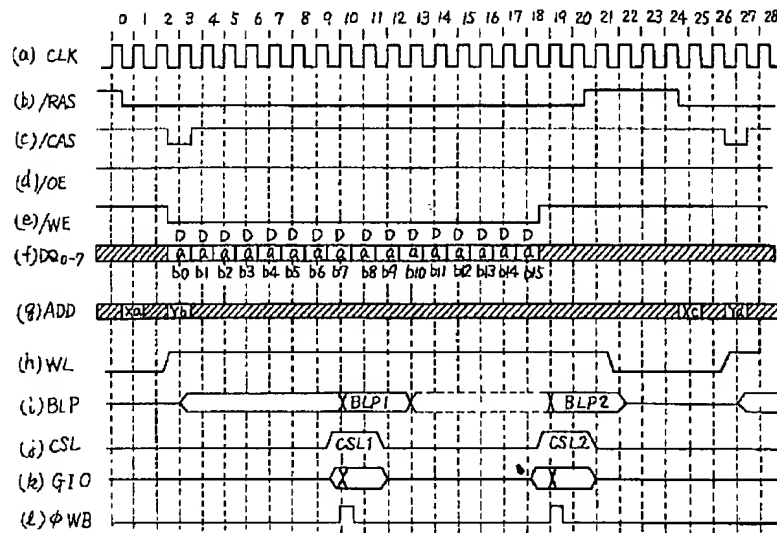 0 1 2 3 4 5 6 7 8 9 10 11 12 13 14 15 16 17 18 19 20 21 22 23 24 25 26 27 28
(a) CLK
(b) /RAS
(c) /CAS
(d) /OE
(e) /WE
D D D D D D D D D D D D D D D D
(f) DQ0-7 a a a a a a a a a a a a a a a a
b0 b1 b2 b3 b4 b5 b6 b7 b8 b9 b10 b11 b12 b13 b14 b15
(g) ADD Xa Yb Xc Yd
(h) WL
(i) BLP BLP1 BLP2
(j) CSL CSL1 CSL2
(k) GIO
(l) φWB